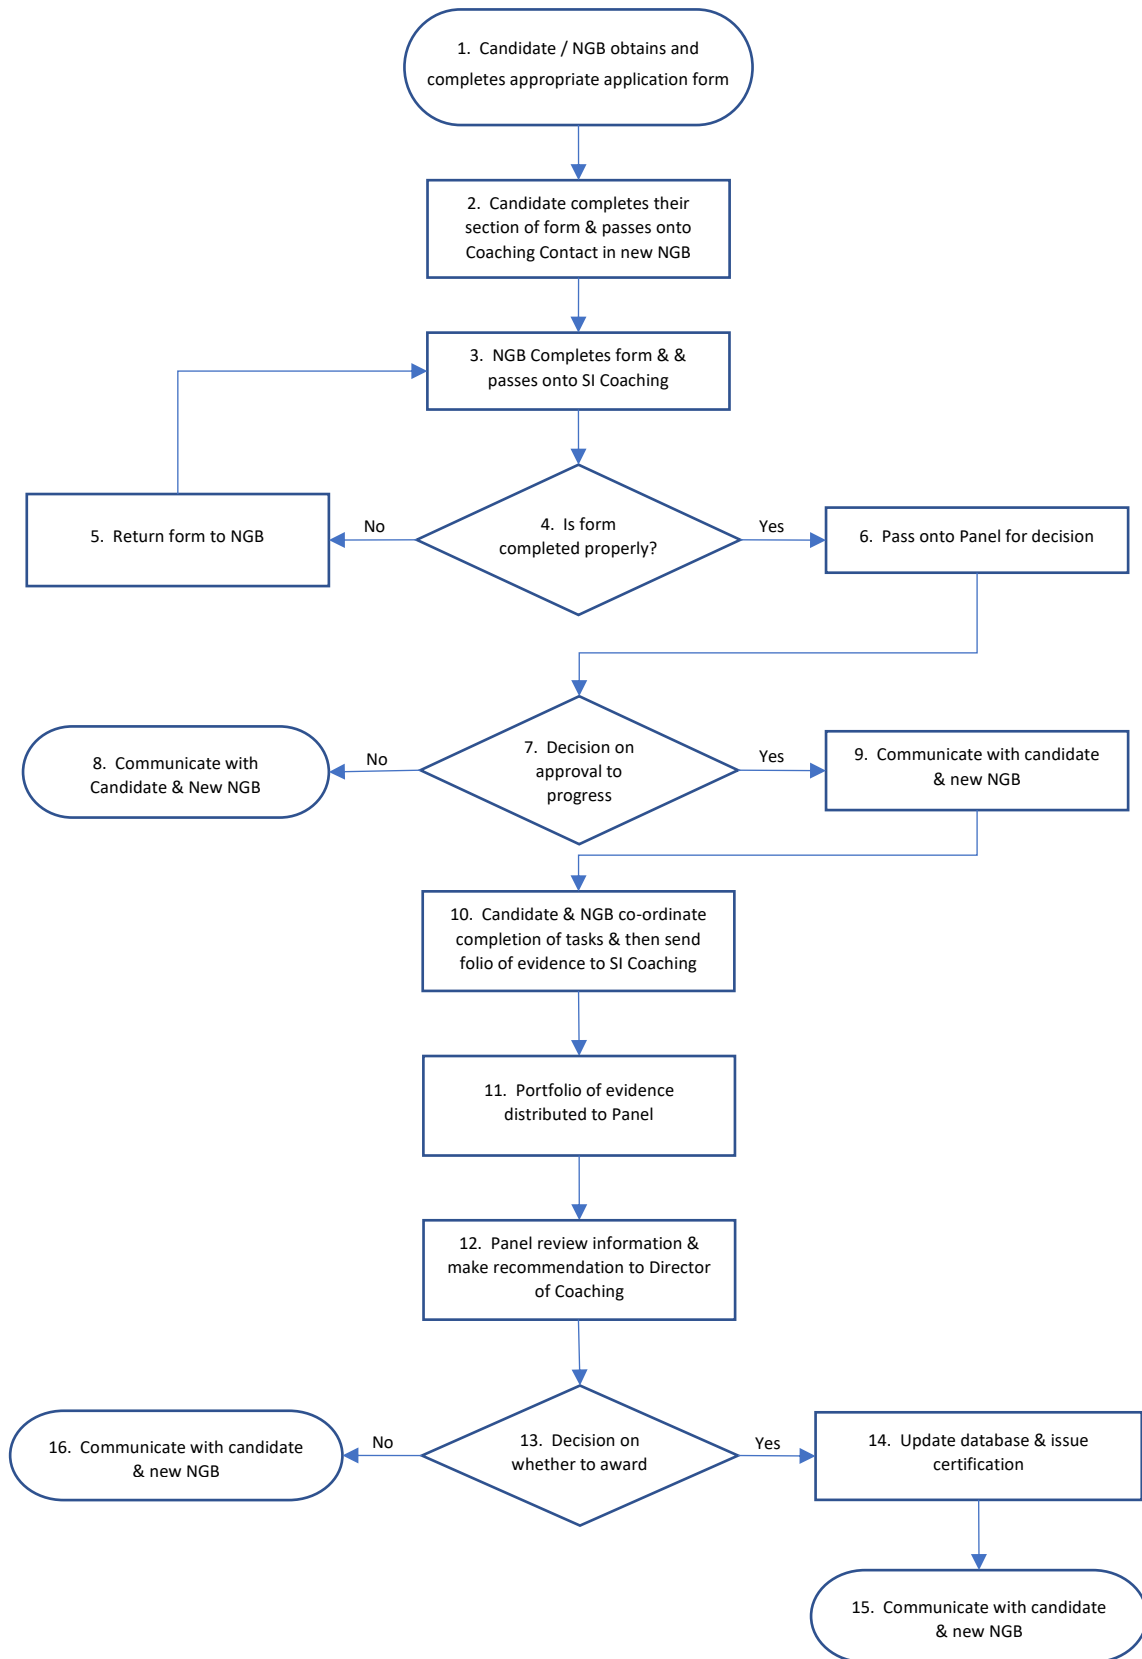 1. Candidate / NGB obtains and
completes appropriate application form
2. Candidate completes their
section of form & passes onto
Coaching Contact in new NGB
3. NGB Completes form & &
passes onto SI Coaching
4. Is form
completed properly?
No
Yes
5. Return form to NGB
6. Pass onto Panel for decision
7. Decision on
approval to
progress
No
Yes
8. Communicate with
Candidate & New NGB
9. Communicate with candidate
& new NGB
10. Candidate & NGB co-ordinate
completion of tasks & then send
folio of evidence to SI Coaching
11. Portfolio of evidence
distributed to Panel
12. Panel review information &
make recommendation to Director
of Coaching
13. Decision on
whether to award
No
Yes
16. Communicate with candidate
& new NGB
14. Update database & issue
certification
15. Communicate with candidate
& new NGB